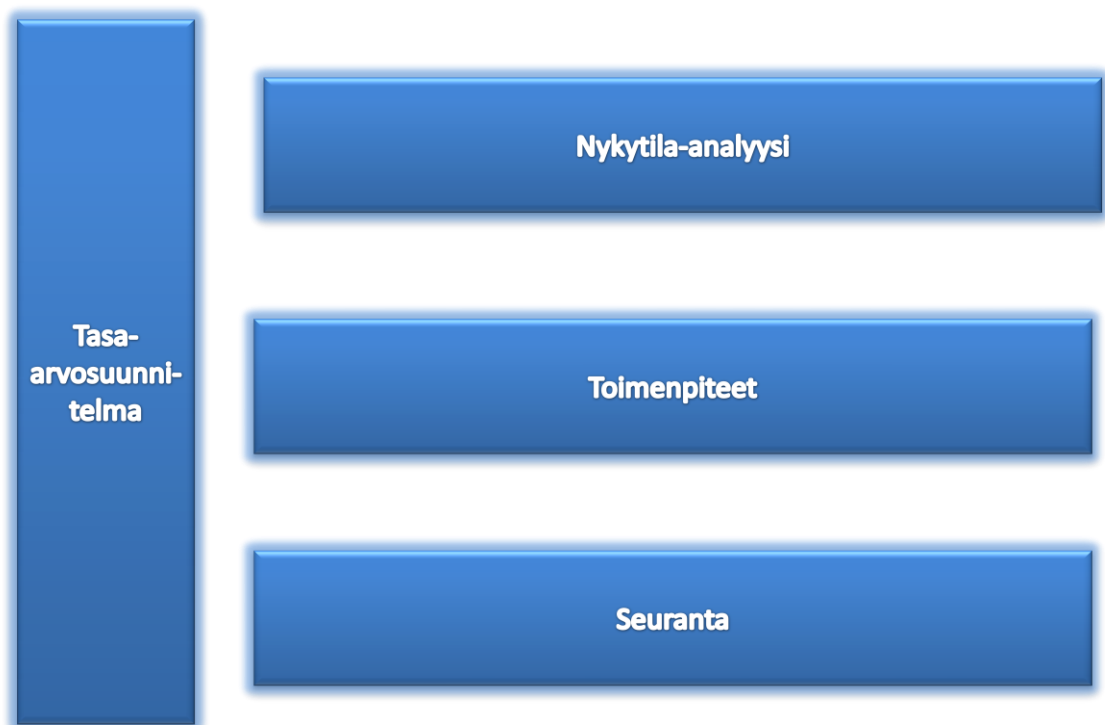 Tasa-
arvosuunni-
telma
Nykytila-analyysi
Toimenpiteet
Seuranta